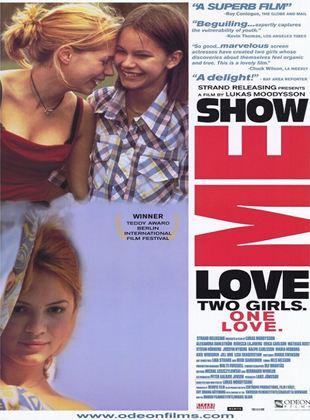 "A SUPERB FILM"
-Ray Conlogue, THE GLOBE AND MAIL
"Beguiling...expertly captures
the vulnerability of youth."
-Kevin Thomas, LOS ANGELES TIMES
"So good...marvelous screen
actresses have created two girls whose
discoveries about themselves feel organic
and true. This is a lovely film."
-Chuck Wilson, LA WEEKLY
"A delight!" - BAY AREA REPORTER
STRAND RELEASING PRESENTS
A FILM BY LUKAS MOODYSSON
SHOW
ME
LOVE
TWO GIRLS.
ONE
LOVE.
WINNER
TEDDY AWARD
BERLIN
INTERNATIONAL
FILM FESTIVAL
ODEON
FILMS
www.odeonfilms.com